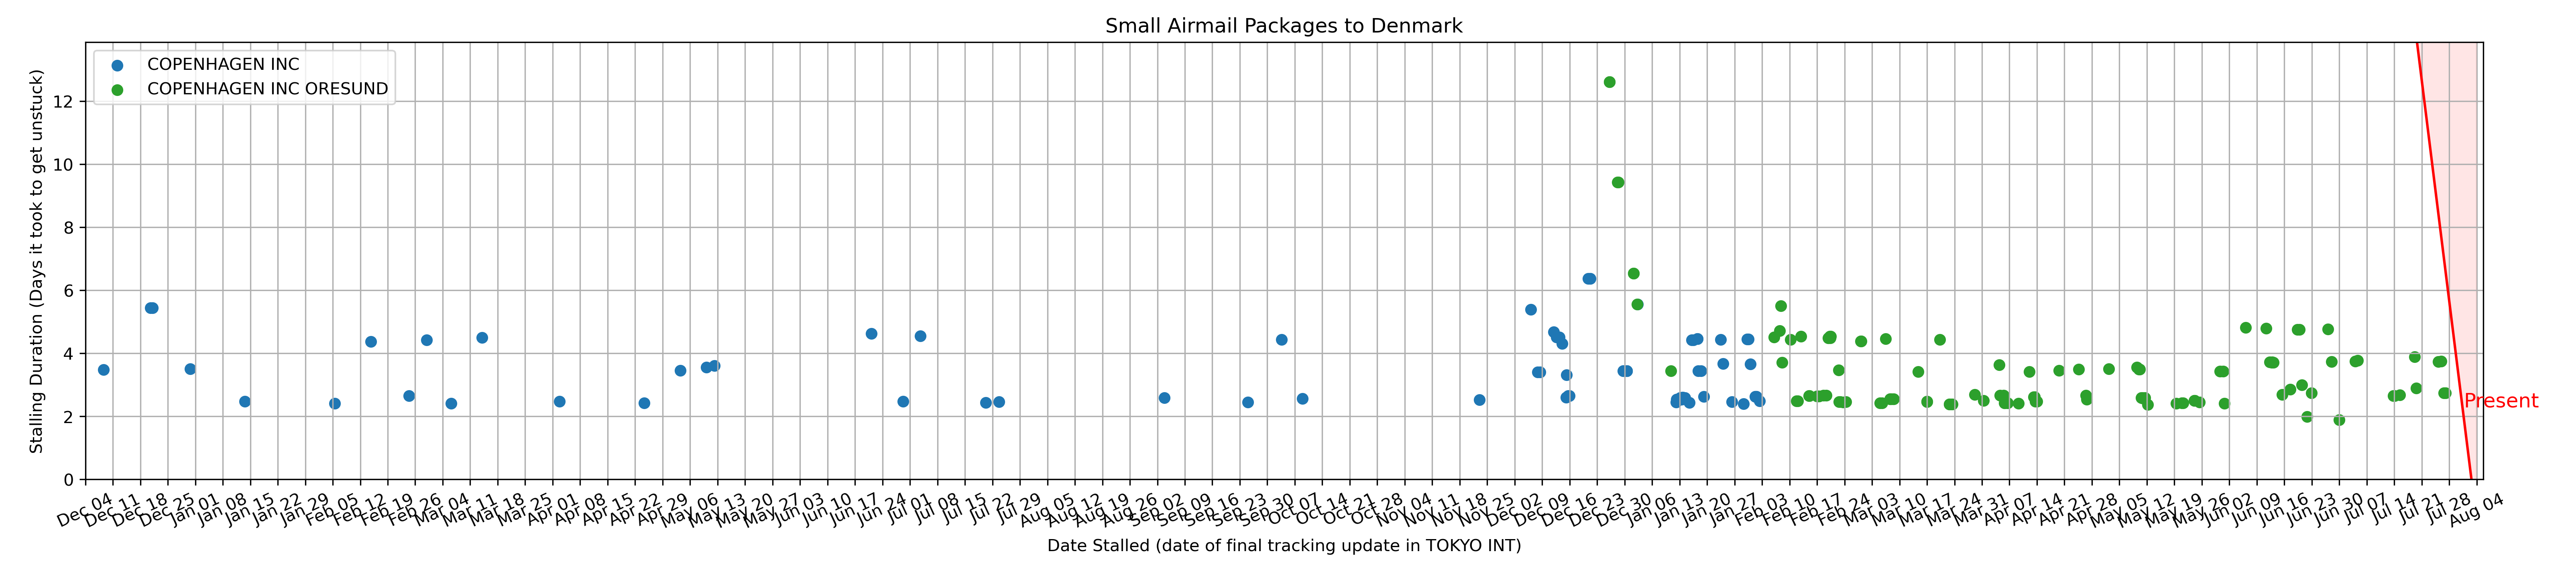 Small Airmail Packages to Denmark
COPENHAGEN INC
COPENHAGEN INC ORESUND
Stalling Duration (Days it took to get unstuck)
12
10
8
6
4
2
0
Present
Dec 04 Dec 11 Dec 18 Dec 25 Jan 01 Jan 08 Jan 15 Jan 22 Jan 29 Feb 05 Feb 12 Feb 19 Feb 26 Mar 04 Mar 11 Mar 18 Mar 25 Apr 01 Apr 08 Apr 15 Apr 22 Apr 29 May 06 May 13 May 20 May 27 Jun 03 Jun 10 Jun 17 Jun 24 Jul 01 Jul 08 Jul 15 Jul 22 Jul 29 Aug 05 Aug 12 Aug 19 Aug 26 Sep 02 Sep 09 Sep 16 Sep 23 Sep 30 Oct 07 Oct 14 Oct 21 Oct 28 Nov 04 Nov 11 Nov 18 Nov 25 Dec 02 Dec 09 Dec 16 Dec 23 Dec 30 Jan 06 Jan 13 Jan 20 Jan 27 Feb 03 Feb 10 Feb 17 Feb 24 Mar 03 Mar 10 Mar 17 Mar 24 Mar 31 Apr 07 Apr 14 Apr 21 Apr 28 May 05 May 12 May 19 May 26 Jun 02 Jun 09 Jun 16 Jun 23 Jun 30 Jul 07 Jul 14 Jul 21 Jul 28 Aug 04
Date Stalled (date of final tracking update in TOKYO INT)